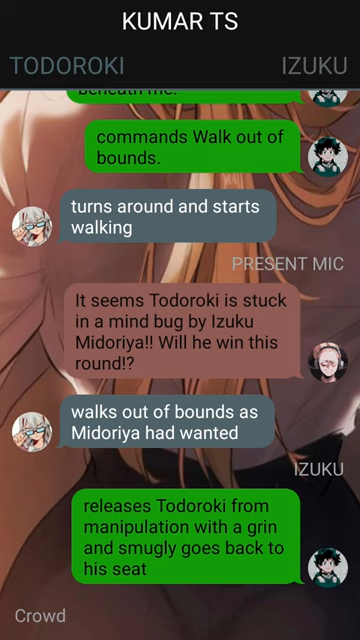 KUMAR TS
TODOROKI
IZUKU
beneath me.
commands Walk out of
bounds.
turns around and starts
walking
PRESENT MIC
It seems Todoroki is stuck
in a mind bug by Izuku
Midoriya!! Will he win this
round!?
walks out of bounds as
Midoriya had wanted
IZUKU
releases Todoroki from
manipulation with a grin
and smugly goes back to
his seat
Crowd